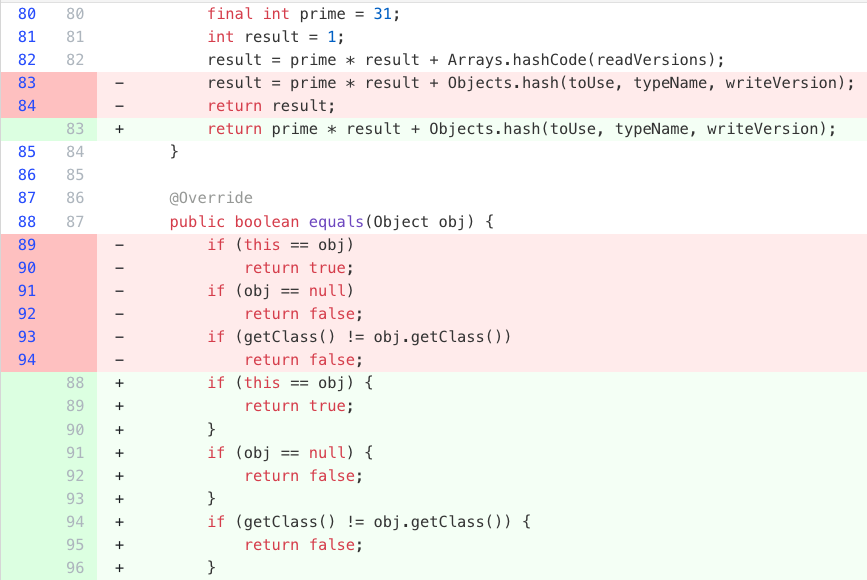 80 80 final int prime = 31;
81 81 int result = 1;
82 82 result = prime * result + Arrays.hashCode(readVersions);
83 - result = prime * result + Objects.hash(toUse, typeName, writeVersion);
84 - return result;
83 + return prime * result + Objects.hash(toUse, typeName, writeVersion);
85 84 }
86 85
87 86 @Override
88 87 public boolean equals(Object obj) {
89 - if (this == obj)
90 - return true;
91 - if (obj == null)
92 - return false;
93 - if (getClass() != obj.getClass())
94 - return false;
88 + if (this == obj) {
89 + return true;
90 + }
91 + if (obj == null) {
92 + return false;
93 + }
94 + if (getClass() != obj.getClass()) {
95 + return false;
96 + }